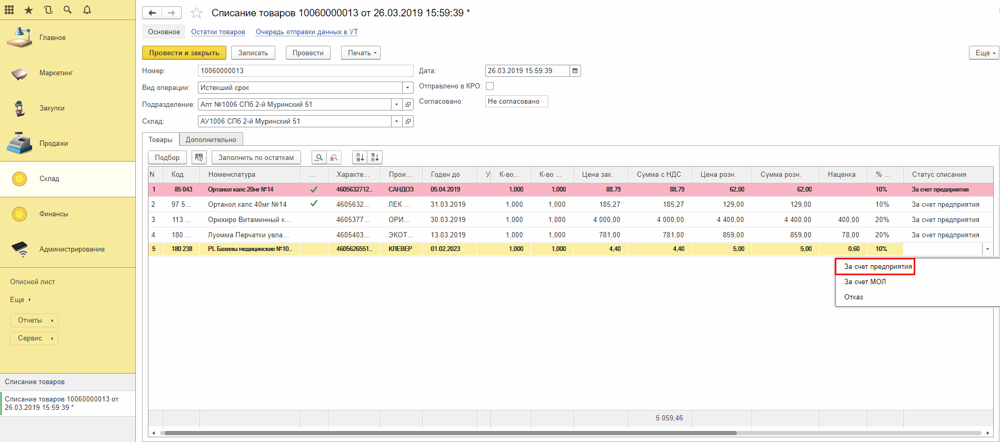 Списание товаров 10060000013 от 26.03.2019 15:59:39 *
Основное Остатки товаров Очередь отправки данных в УТ
Провести и закрыть Записать Провести Печать Еще
Номер: 10060000013 Дата: 26.03.2019 15:59:39
Вид операции: Истекший срок Отправлено в КРО:
Подразделение: Апт №1006 СПб 2-й Муринский 51 Согласовано: Не согласовано
Склад: АУ1006 СПб 2-й Муринский 51
Товары Дополнительно
Подбор Заполнить по остаткам
N Код Номенклатура ... Характе... Прои... Годен до У К-во... К-во ... Цена зак. Сумма с НДС Цена розн. Сумма розн. Наценка % ... Статус списания
1 85 043 Ортанол капс 20мг №14 4605632712... САНДОЗ 05.04.2019 1,000 1,000 88,79 88,79 62,00 62,00 10% За счет предприятия
2 97 5... Ортанол капс 40мг №14 4605632... ЛЕК ... 31.03.2019 1,000 1,000 185,27 185,27 129,00 129,00 10% За счет предприятия
3 113 ... Орихиро Витаминный к... 4605377... ОРИ... 30.03.2019 1,000 1,000 4 000,00 4 000,00 4 400,00 4 400,00 400,00 20% За счет предприятия
4 180 ... Луомма Перчатки увла... 4605403... ЭКОТ... 13.03.2019 1,000 1,000 781,00 781,00 859,00 859,00 78,00 20% За счет предприятия
5 180 238 PL Бахилы медицинские №10... 4605626551... КЛЕВЕР 01.02.2023 1,000 1,000 4,40 4,40 5,00 5,00 0,60 10%
За счет предприятия
За счет МОЛ
Отказ
5 059,46
Главное
Маркетинг
Закупки
Продажи
Склад
Финансы
Администрирование
Описной лист
Еще
Отчеты
Сервис
Списание товаров
Списание товаров 10060000013 от
26.03.2019 15:59:39 *